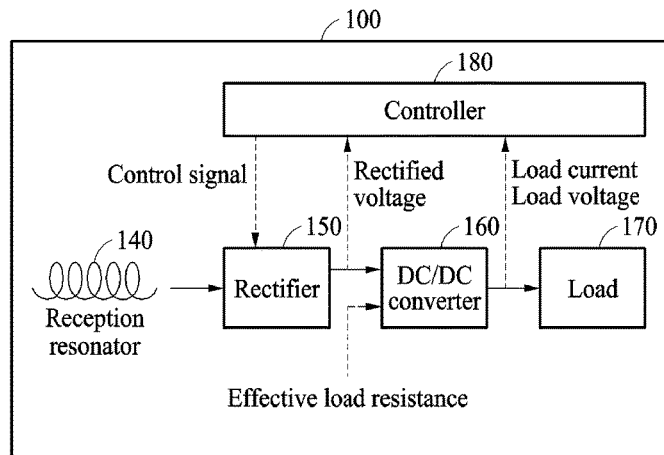 100
180
Controller
Control signal
Rectified
voltage
Load current
Load voltage
140
150
160
170
Rectifier
DC/DC
converter
Load
Reception
resonator
Effective load resistance